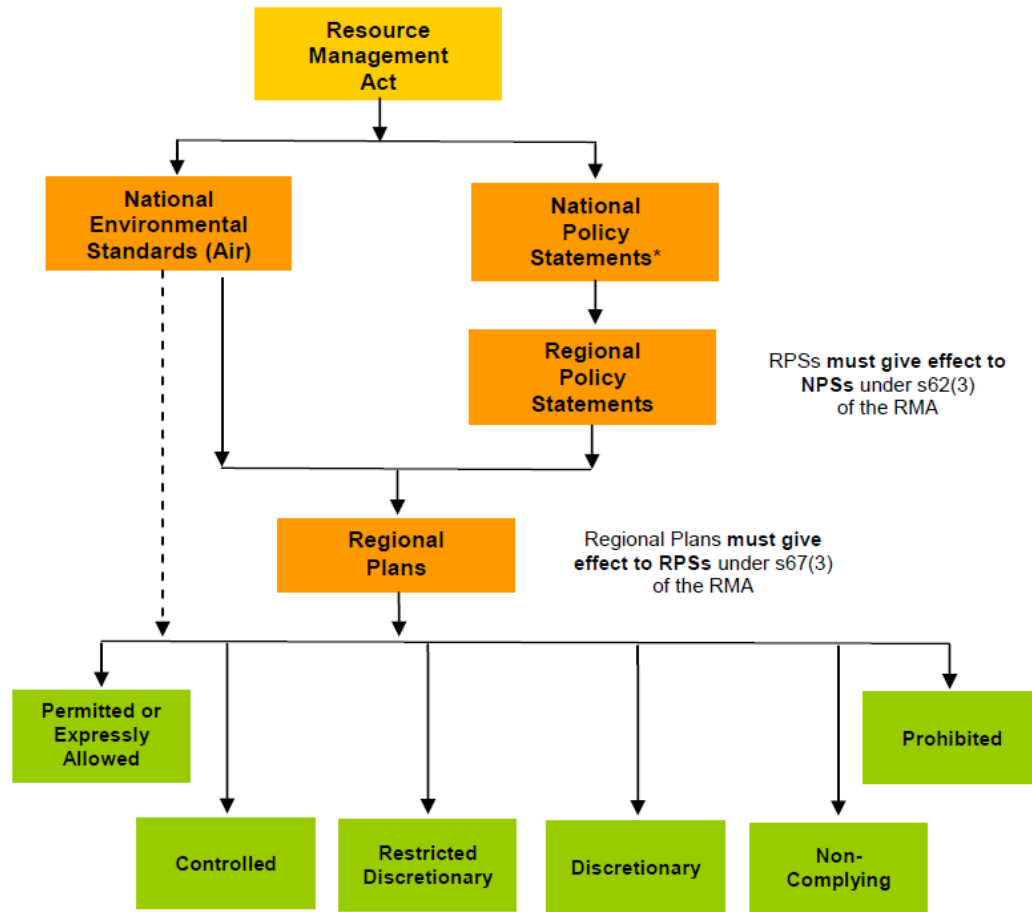 Resource
Management
Act
National
Environmental
Standards (Air)
National
Policy
Statements*
Regional
Policy
Statements
RPSs must give effect to
NPSs under s62(3)
of the RMA
Regional
Plans
Regional Plans must give
effect to RPSs under s67(3)
of the RMA
Permitted or
Expressly
Allowed
Prohibited
Controlled
Restricted
Discretionary
Discretionary
Non-
Complying